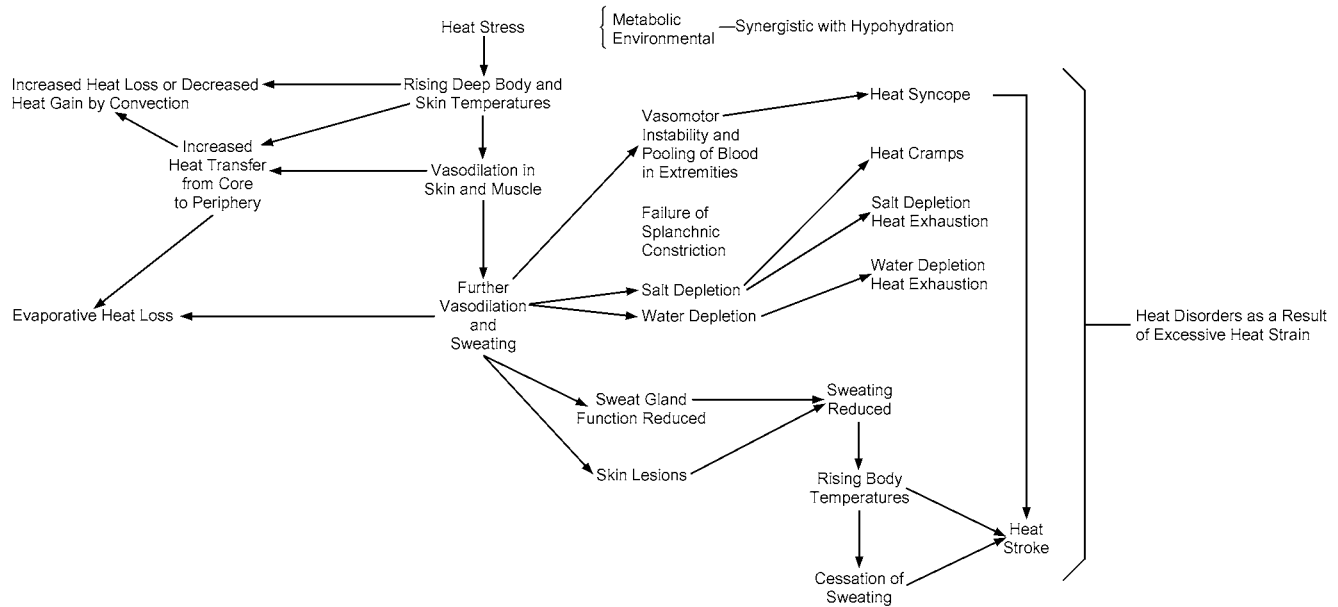 Heat Stress
Metabolic
Environmental
Synergistic with Hypohydration
Increased Heat Loss or Decreased
Heat Gain by Convection
Rising Deep Body and
Skin Temperatures
Increased
Heat Transfer
from Core
to Periphery
Vasodilation in
Skin and Muscle
Vasomotor
Instability and
Pooling of Blood
in Extremities
Heat Syncope
Heat Cramps
Failure of
Splanchnic
Constriction
Salt Depletion
Heat Exhaustion
Water Depletion
Heat Exhaustion
Evaporative Heat Loss
Further
Vasodilation
and
Sweating
Salt Depletion
Water Depletion
Heat Disorders as a Result
of Excessive Heat Strain
Sweat Gland
Function Reduced
Sweating
Reduced
Skin Lesions
Rising Body
Temperatures
Heat
Stroke
Cessation of
Sweating